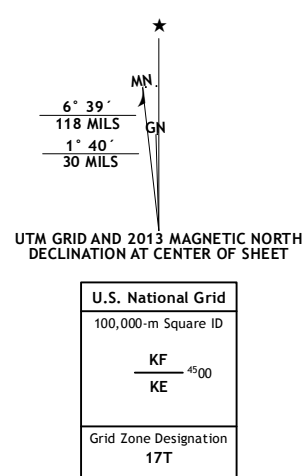 ★
MN
6° 39´
118 MILS
GN
1° 40´
30 MILS
UTM GRID AND 2013 MAGNETIC NORTH
DECLINATION AT CENTER OF SHEET
U.S. National Grid
100,000-m Square ID
KF
4500
KE
Grid Zone Designation
17T